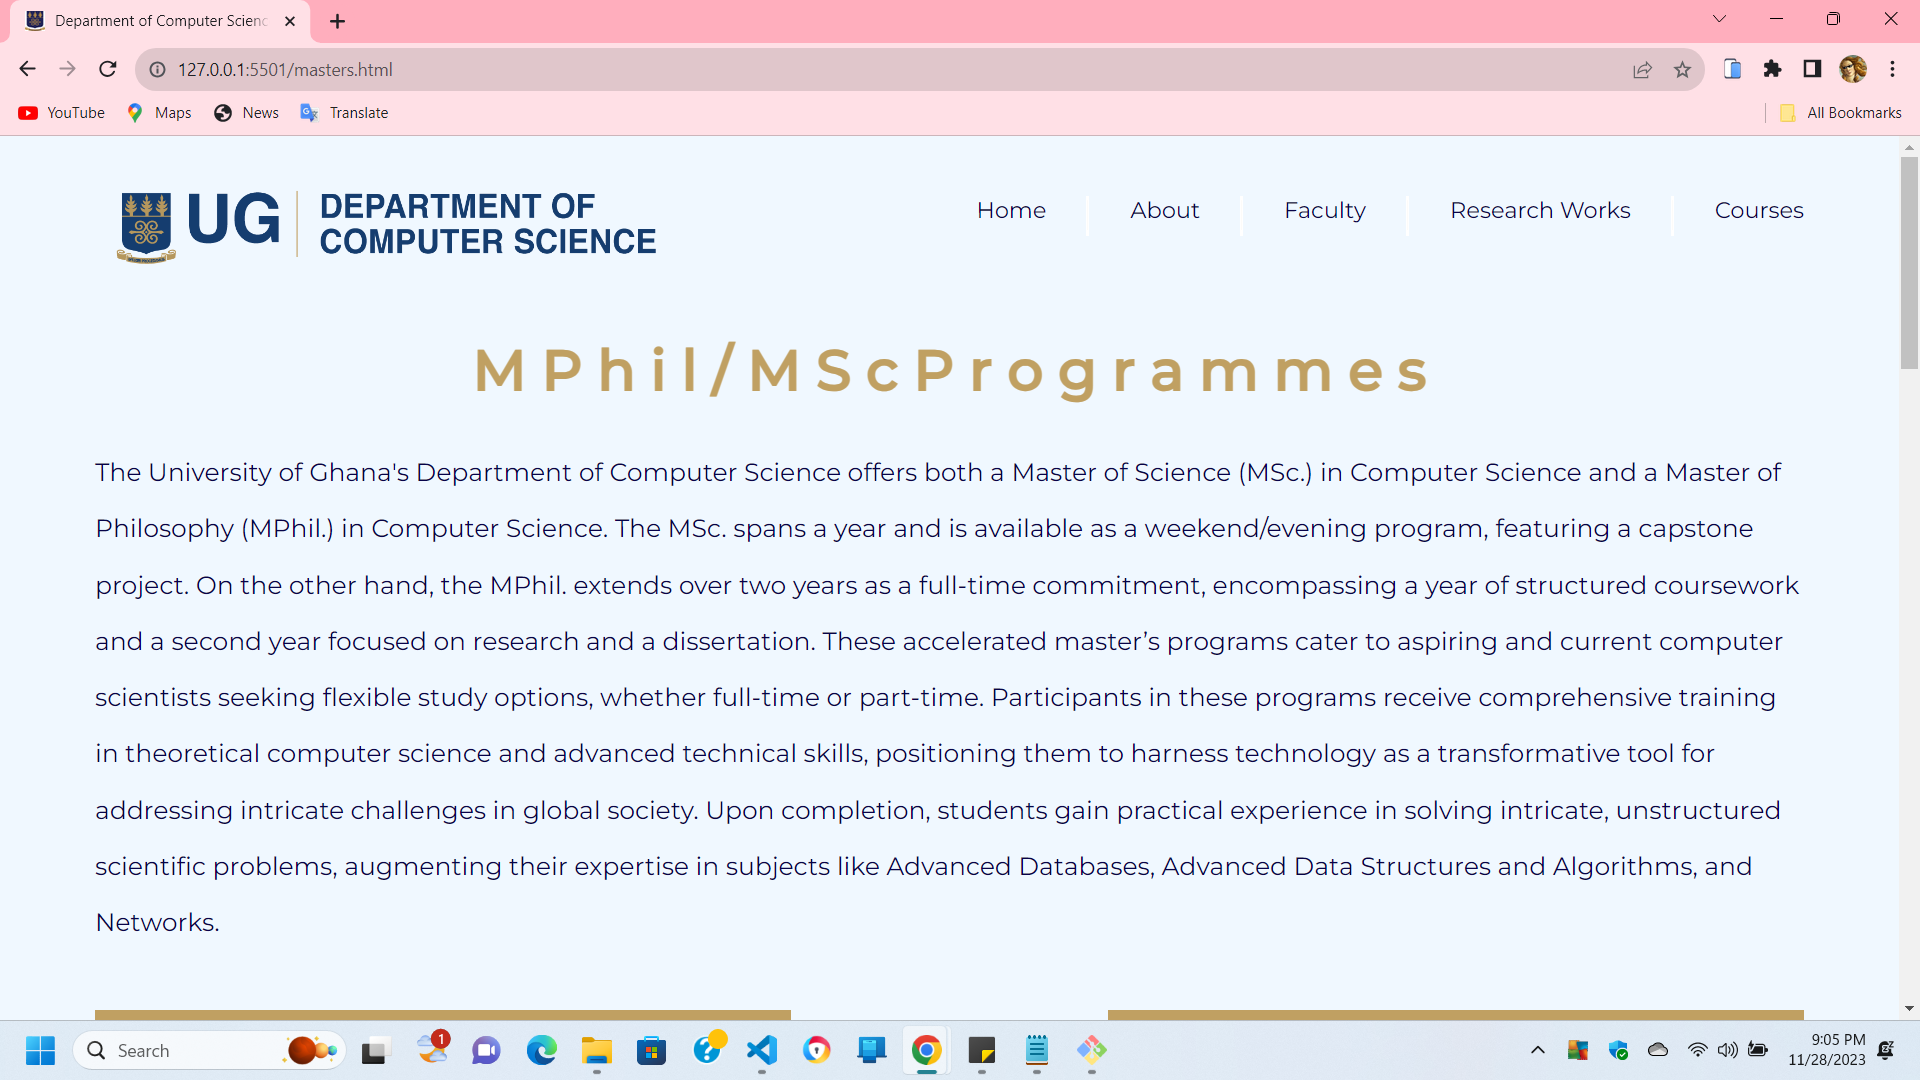 Department of Computer Scienc
127.0.0.1:5501/masters.html
YouTube
Maps
News
Translate
All Bookmarks
UG
DEPARTMENT OF
COMPUTER SCIENCE
Home
About
Faculty
Research Works
Courses
MPhil/MScProgrammes
The University of Ghana's Department of Computer Science offers both a Master of Science (MSc.) in Computer Science and a Master of
Philosophy (MPhil.) in Computer Science. The MSc. spans a year and is available as a weekend/evening program, featuring a capstone
project. On the other hand, the MPhil. extends over two years as a full-time commitment, encompassing a year of structured coursework
and a second year focused on research and a dissertation. These accelerated master’s programs cater to aspiring and current computer
scientists seeking flexible study options, whether full-time or part-time. Participants in these programs receive comprehensive training
in theoretical computer science and advanced technical skills, positioning them to harness technology as a transformative tool for
addressing intricate challenges in global society. Upon completion, students gain practical experience in solving intricate, unstructured
scientific problems, augmenting their expertise in subjects like Advanced Databases, Advanced Data Structures and Algorithms, and
Networks.
Search
1
9:05 PM
11/28/2023